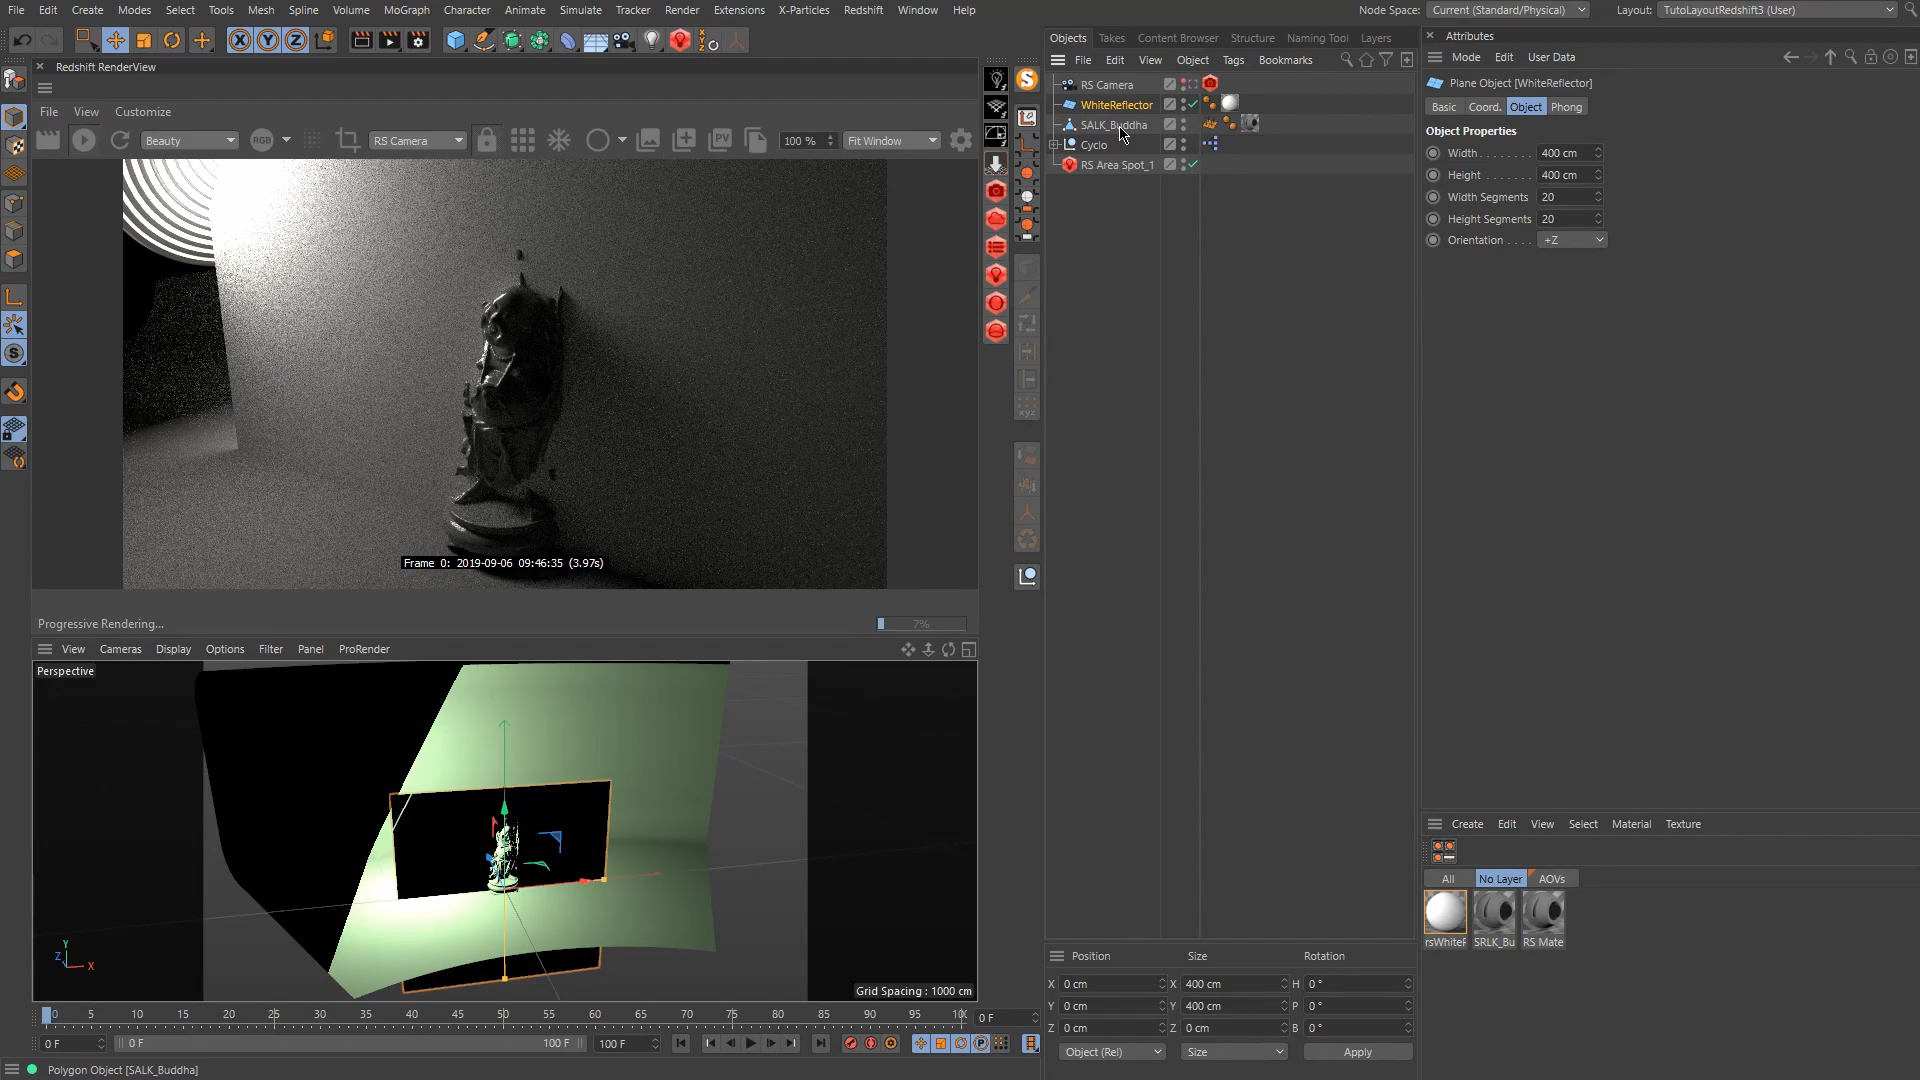 File Edit Create Modes Select Tools Mesh Spline Volume MoGraph Character Animate Simulate Tracker Render Extensions X-Particles Redshift Window Help Node Space: Current (Standard/Physical) Layout: TutoLayoutRedshift3 (User)
Redshift RenderView
File View Customize
Beauty RGB RS Camera PV 100 % Fit Window
Frame 0: 2019-09-06 09:46:35 (3.97s)
Progressive Rendering... 7%
View Cameras Display Options Filter Panel ProRender
Perspective
Y
Z
X
Grid Spacing : 1000 cm
0 5 10 15 20 25 30 35 40 45 50 55 60 65 70 75 80 85 90 95 0 F
0 F 0 F 100 F 100 F
Polygon Object [SALK_Buddha]
Objects Takes Content Browser Structure Naming Tool Layers
File Edit View Object Tags Bookmarks
RS Camera
WhiteReflector
SALK_Buddha
Cyclo
RS Area Spot_1
Position Size Rotation
X 0 cm X 400 cm H 0 °
Y 0 cm Y 400 cm P 0 °
Z 0 cm Z 0 cm B 0 °
Object (Rel) Size Apply
Attributes
Mode Edit User Data
Plane Object [WhiteReflector]
Basic Coord. Object Phong
Object Properties
Width . . . . . . . . 400 cm
Height . . . . . . . 400 cm
Width Segments 20
Height Segments 20
Orientation . . . . +Z
Create Edit View Select Material Texture
All No Layer AOVs
rsWhiteF SRLK_Bu RS Mate